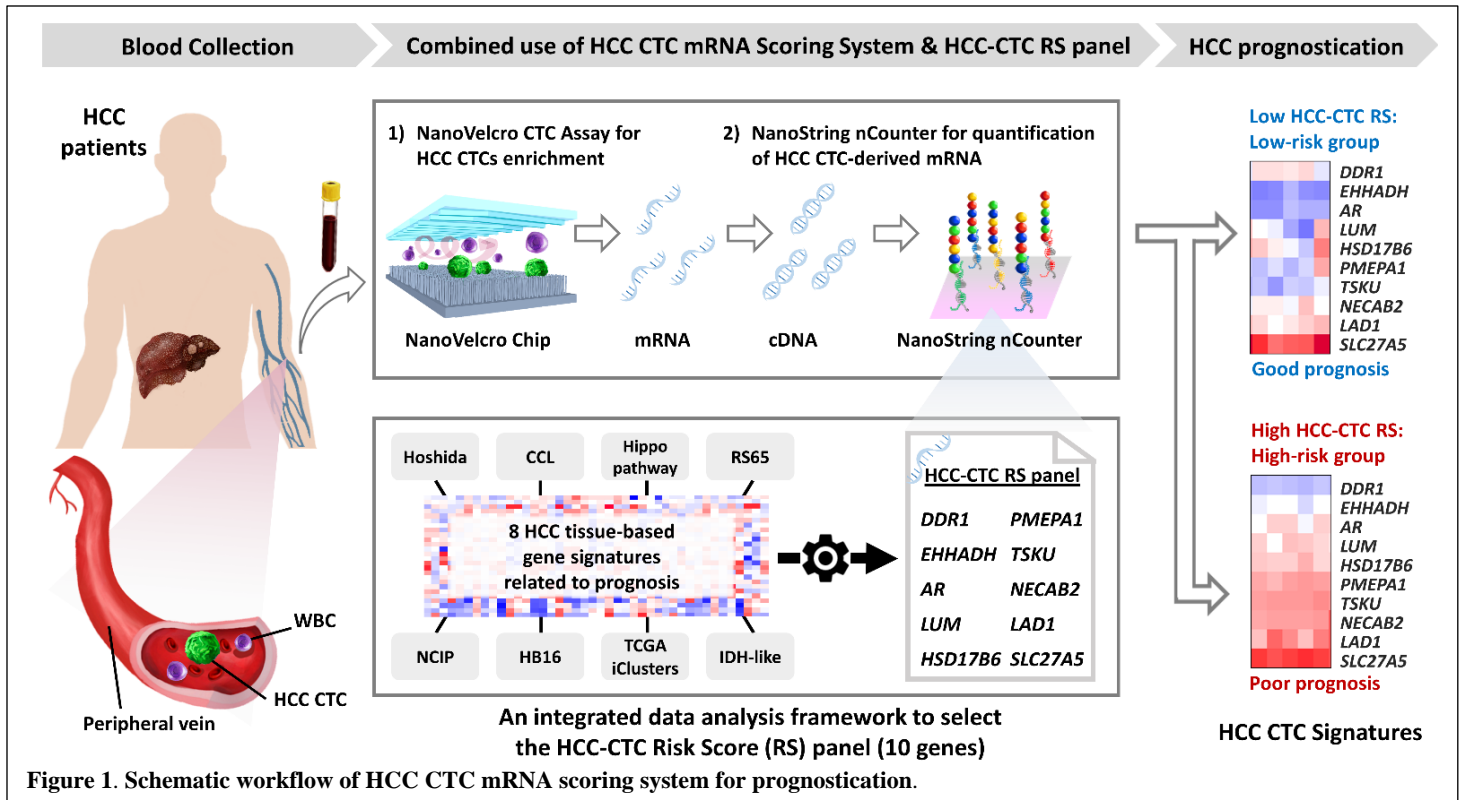 Blood Collection
Combined use of HCC CTC mRNA Scoring System & HCC-CTC RS panel
HCC prognostication
HCC
patients
1) NanoVelcro CTC Assay for
HCC CTCs enrichment
2) NanoString nCounter for quantification
of HCC CTC-derived mRNA
NanoVelcro Chip
mRNA
cDNA
NanoString nCounter
Low HCC-CTC RS:
Low-risk group
DDR1
EHHADH
AR
LUM
HSD17B6
PMEPA1
TSKU
NECAB2
LAD1
SLC27A5
Good prognosis
WBC
HCC CTC
Peripheral vein
Hoshida
CCL
Hippo
pathway
RS65
8 HCC tissue-based
gene signatures
related to prognosis
NCIP
HB16
TCGA
iClusters
IDH-like
HCC-CTC RS panel
DDR1 PMEPA1
EHHADH TSKU
AR NECAB2
LUM LAD1
HSD17B6 SLC27A5
An integrated data analysis framework to select
the HCC-CTC Risk Score (RS) panel (10 genes)
High HCC-CTC RS:
High-risk group
DDR1
EHHADH
AR
LUM
HSD17B6
PMEPA1
TSKU
NECAB2
LAD1
SLC27A5
Poor prognosis
HCC CTC Signatures
Figure 1. Schematic workflow of HCC CTC mRNA scoring system for prognostication.